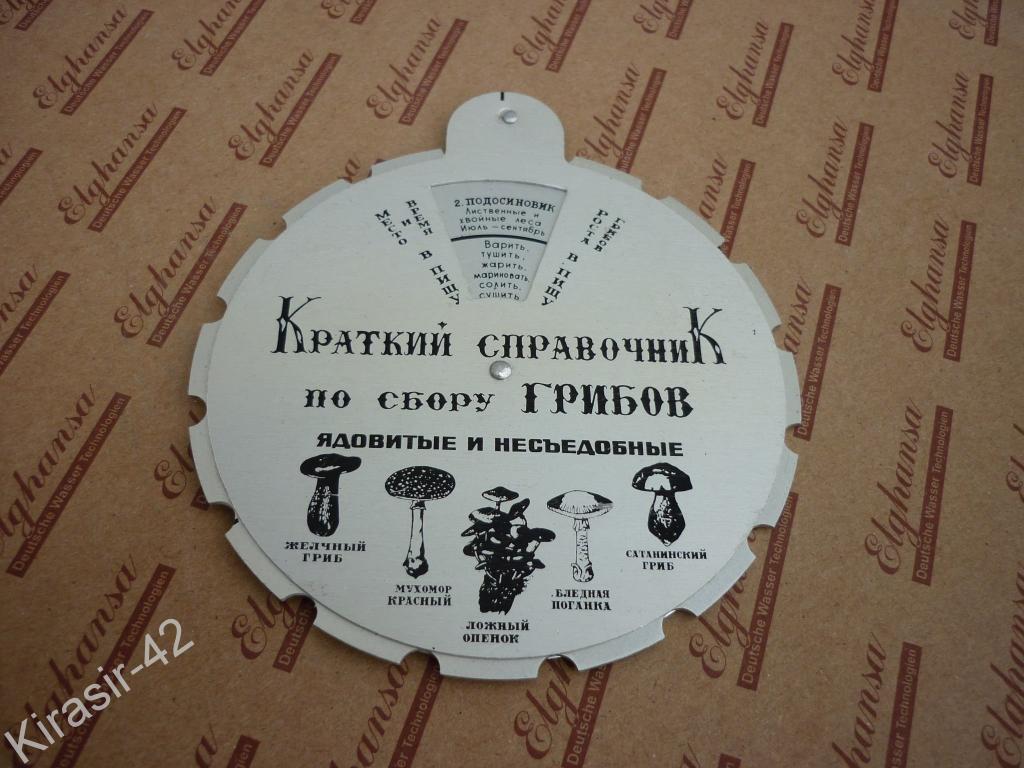 2. ПОДОСИНОВИК
Лиственные и
хвойные леса
Июль – сентябрь
Варить,
тушить,
жарить,
мариновать
солить,
сушить
МЕСТО И ВРЕМЯ
В ПИЩУ
РОСТА ГРИБОВ
В ПИЩУ
КРАТКИЙ СПРАВОЧНИК
ПО СБОРУ ГРИБОВ
ЯДОВИТЫЕ И НЕСЪЕДОБНЫЕ
ЖЕЛЧНЫЙ
ГРИБ
МУХОМОР
КРАСНЫЙ
ЛОЖНЫЙ
ОПЕНОК
БЛЕДНАЯ
ПОГАНКА
САТАНИНСКИЙ
ГРИБ
Elghansa
Deutsche Wasser Technologien
Kirasir-42